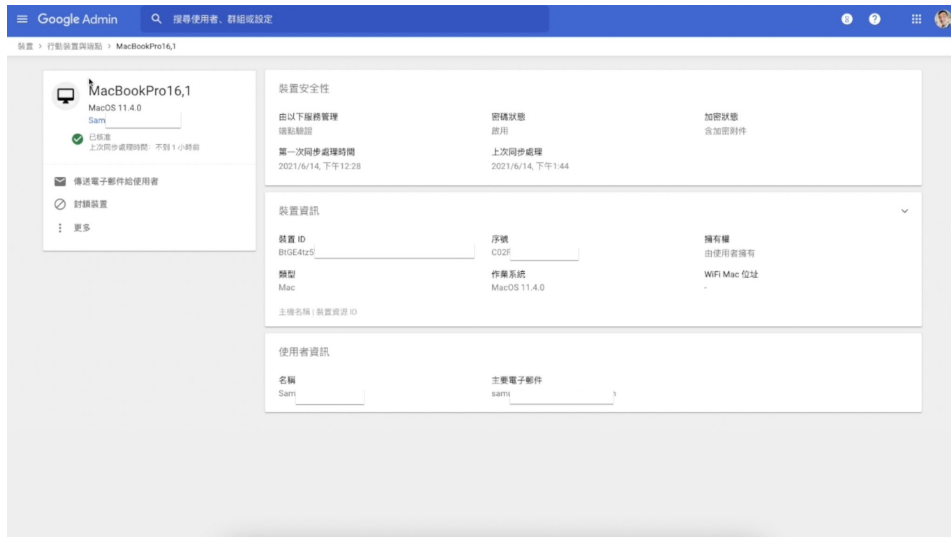 Google Admin
搜尋使用者、群組或設定
裝置 > 行動裝置與端點 > MacBookPro16,1
MacBookPro16,1
MacOS 11.4.0
Sam
已核准
上次同步處理時間：不到 1 小時前
傳送電子郵件給使用者
封鎖裝置
更多
裝置安全性
由以下服務管理
端點驗證
密碼狀態
啟用
加密狀態
含加密附件
第一次同步處理時間
2021/6/14, 下午12:28
上次同步處理
2021/6/14, 下午1:44
裝置資訊
裝置 ID
BtGE4tz5
序號
C02F
擁有權
由使用者擁有
類型
Mac
作業系統
MacOS 11.4.0
WiFi Mac 位址
-
主機名稱 | 裝置資源 ID
使用者資訊
名稱
Sam
主要電子郵件
sam